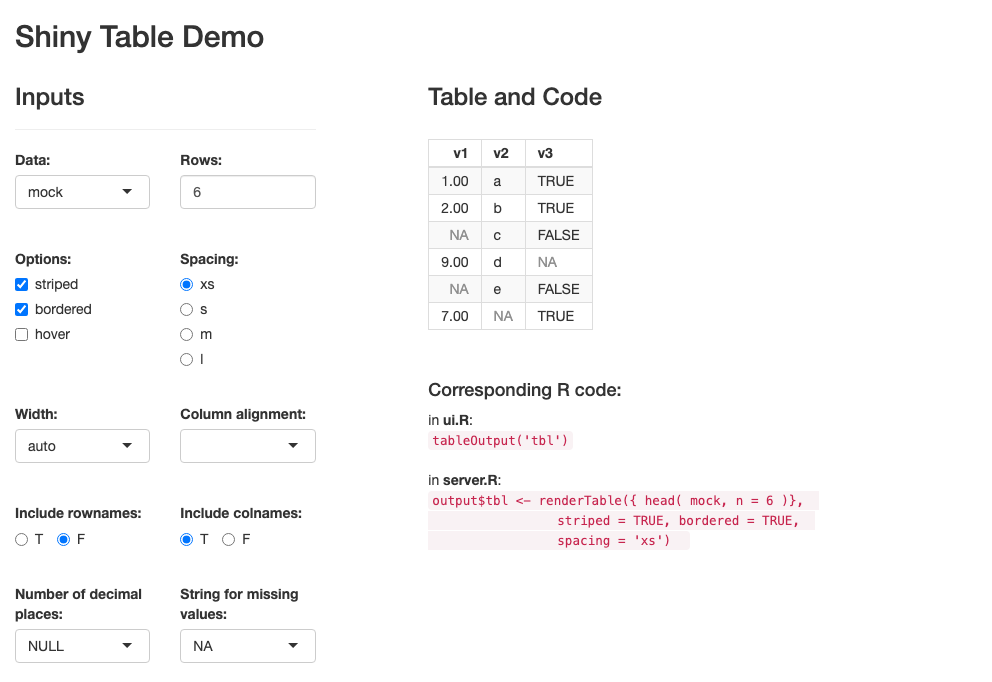 Shiny Table Demo
Inputs
Data: Rows:
mock 6
Options: Spacing:
striped xs
bordered s
hover m
l
Width: Column alignment:
auto
Include rownames: Include colnames:
T F T F
Number of decimal String for missing
places: values:
NULL NA
Table and Code
v1 v2 v3
1.00 a TRUE
2.00 b TRUE
NA c FALSE
9.00 d NA
NA e FALSE
7.00 NA TRUE
Corresponding R code:
in ui.R:
tableOutput('tbl')
in server.R:
output$tbl <- renderTable({ head( mock, n = 6 )},
striped = TRUE, bordered = TRUE,
spacing = 'xs')